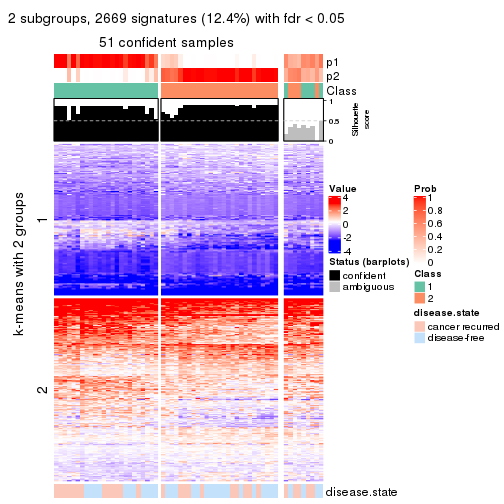 2 subgroups, 2669 signatures (12.4%) with fdr < 0.05
51 confident samples
p1
p2
Class
1
0.5
0
Silhouette
score
k-means with 2 groups
1
2
disease.state
Value
4
2
0
-2
-4
Status (barplots)
confident
ambiguous
Prob
1
0.8
0.6
0.4
0.2
0
Class
1
2
disease.state
cancer recurred
disease-free